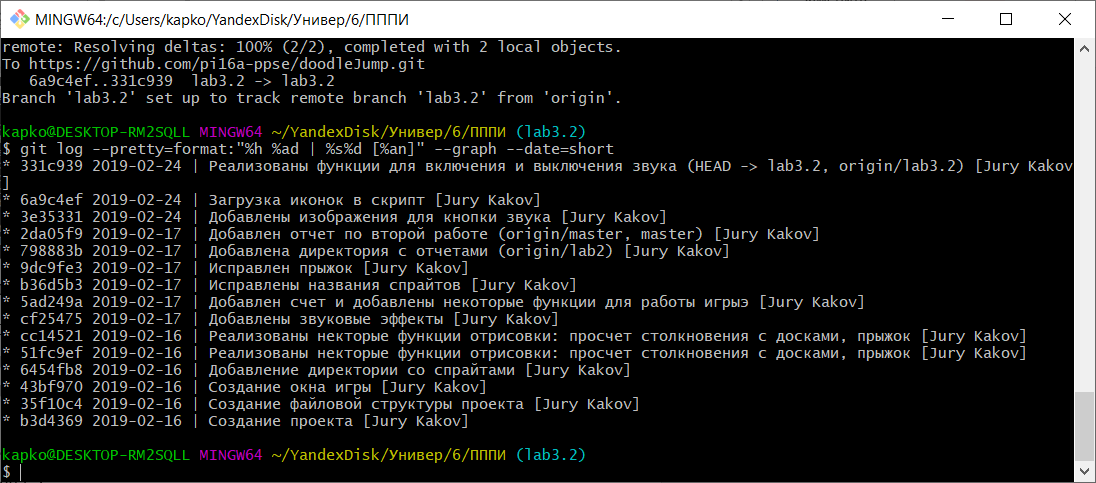 MINGW64:/c/Users/kapko/YandexDisk/Универ/6/ПППИ
remote: Resolving deltas: 100% (2/2), completed with 2 local objects.
To https://github.com/pi16a-ppse/doodleJump.git
   6a9c4ef..331c939  lab3.2 -> lab3.2
Branch 'lab3.2' set up to track remote branch 'lab3.2' from 'origin'.
kapko@DESKTOP-RM2SQLL MINGW64 ~/YandexDisk/Универ/6/ПППИ (lab3.2)
$ git log --pretty=format:"%h %ad | %s%d [%an]" --graph --date=short
* 331c939 2019-02-24 | Реализованы функции для включения и выключения звука (HEAD -> lab3.2, origin/lab3.2) [Jury Kakov
]
* 6a9c4ef 2019-02-24 | Загрузка иконок в скрипт [Jury Kakov]
* 3e35331 2019-02-24 | Добавлены изображения для кнопки звука [Jury Kakov]
* 2da05f9 2019-02-17 | Добавлен отчет по второй работе (origin/master, master) [Jury Kakov]
* 798883b 2019-02-17 | Добавлена директория с отчетами (origin/lab2) [Jury Kakov]
* 9dc9fe3 2019-02-17 | Исправлен прыжок [Jury Kakov]
* b36d5b3 2019-02-17 | Исправлены названия спрайтов [Jury Kakov]
* 5ad249a 2019-02-17 | Добавлен счет и добавлены некоторые функции для работы игрыэ [Jury Kakov]
* cf25475 2019-02-17 | Добавлены звуковые эффекты [Jury Kakov]
* cc14521 2019-02-16 | Реализованы некторые функции отрисовки: просчет столкновения с досками, прыжок [Jury Kakov]
* 51fc9ef 2019-02-16 | Реализованы некторые функции отрисовки: просчет столкновения с досками, прыжок [Jury Kakov]
* 6454fb8 2019-02-16 | Добавление директории со спрайтами [Jury Kakov]
* 43bf970 2019-02-16 | Создание окна игры [Jury Kakov]
* 35f10c4 2019-02-16 | Создание файловой структуры проекта [Jury Kakov]
* b3d4369 2019-02-16 | Создание проекта [Jury Kakov]
kapko@DESKTOP-RM2SQLL MINGW64 ~/YandexDisk/Универ/6/ПППИ (lab3.2)
$